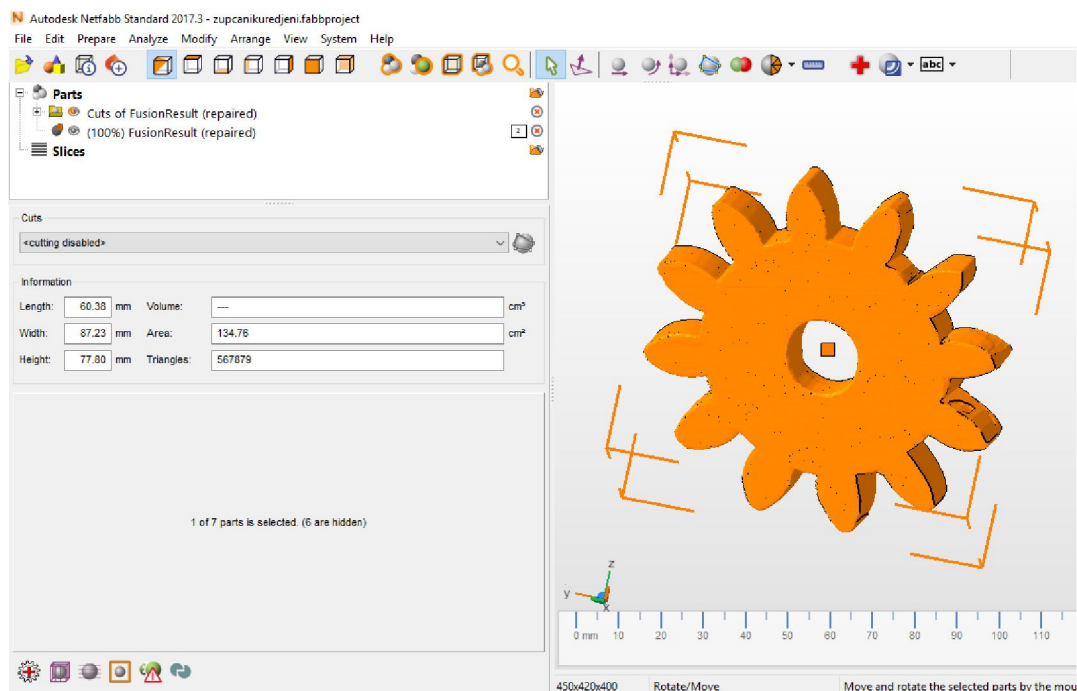 Autodesk Netfabb Standard 2017.3 - zupcanikuredjeni.fabbproject
File Edit Prepare Analyze Modify Arrange View System Help
abc
Parts
Cuts of FusionResult (repaired)
(100%) FusionResult (repaired) 2
Slices
Cuts
<cutting disabled>
Information
Length: 60.38 mm Volume: --- cm³
Width: 87.23 mm Area: 134.76 cm²
Height: 77.80 mm Triangles: 567879
1 of 7 parts is selected. (6 are hidden)
z
y
x
0 mm 10 20 30 40 50 60 70 80 90 100 110
450x420x400 Rotate/Move Move and rotate the selected parts by the mou